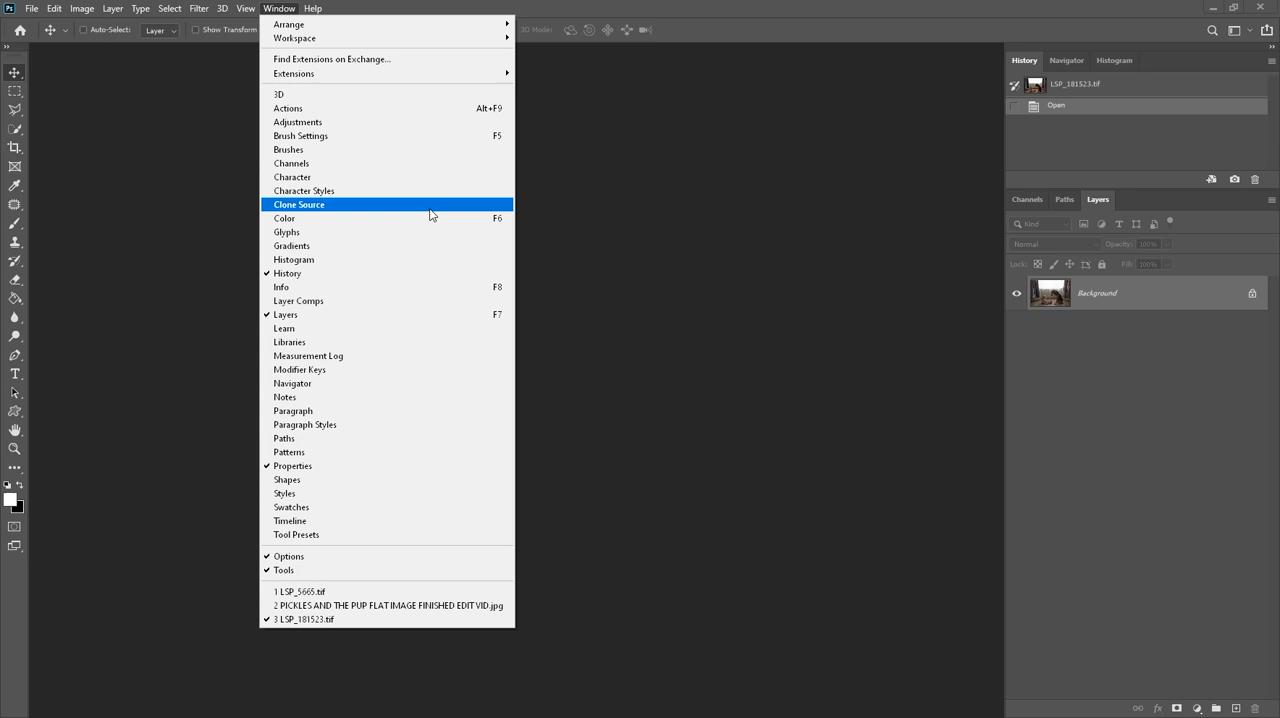 Ps File Edit Image Layer Type Select Filter 3D View Window Help
Auto-Select: Layer Show Transform 3D Mode:
Arrange
Workspace
Find Extensions on Exchange...
Extensions
3D
Actions Alt+F9
Adjustments
Brush Settings F5
Brushes
Channels
Character
Character Styles
Clone Source
Color F6
Glyphs
Gradients
Histogram
History
Info F8
Layer Comps
Layers F7
Learn
Libraries
Measurement Log
Modifier Keys
Navigator
Notes
Paragraph
Paragraph Styles
Paths
Patterns
Properties
Shapes
Styles
Swatches
Timeline
Tool Presets
Options
Tools
1 LSP_5665.tif
2 PICKLES AND THE PUP FLAT IMAGE FINISHED EDIT VID.jpg
3 LSP_181523.tif
History Navigator Histogram
LSP_181523.tif
Open
Channels Paths Layers
Kind
Normal Opacity: 100%
Lock: Fill: 100%
Background
fx